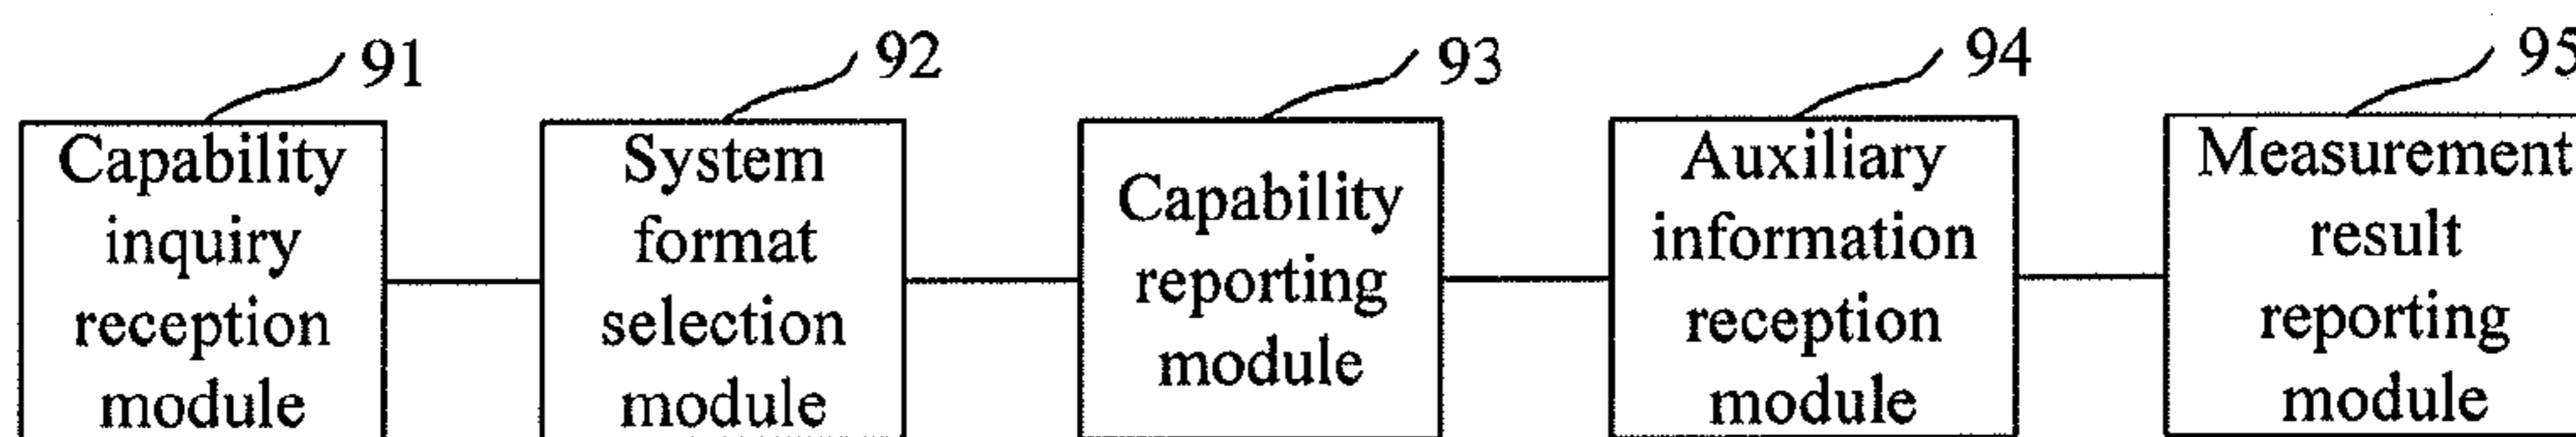 91
92
93
94
95
Capability
inquiry
reception
module
System
format
selection
module
Capability
reporting
module
Auxiliary
information
reception
module
Measurement
result
reporting
module